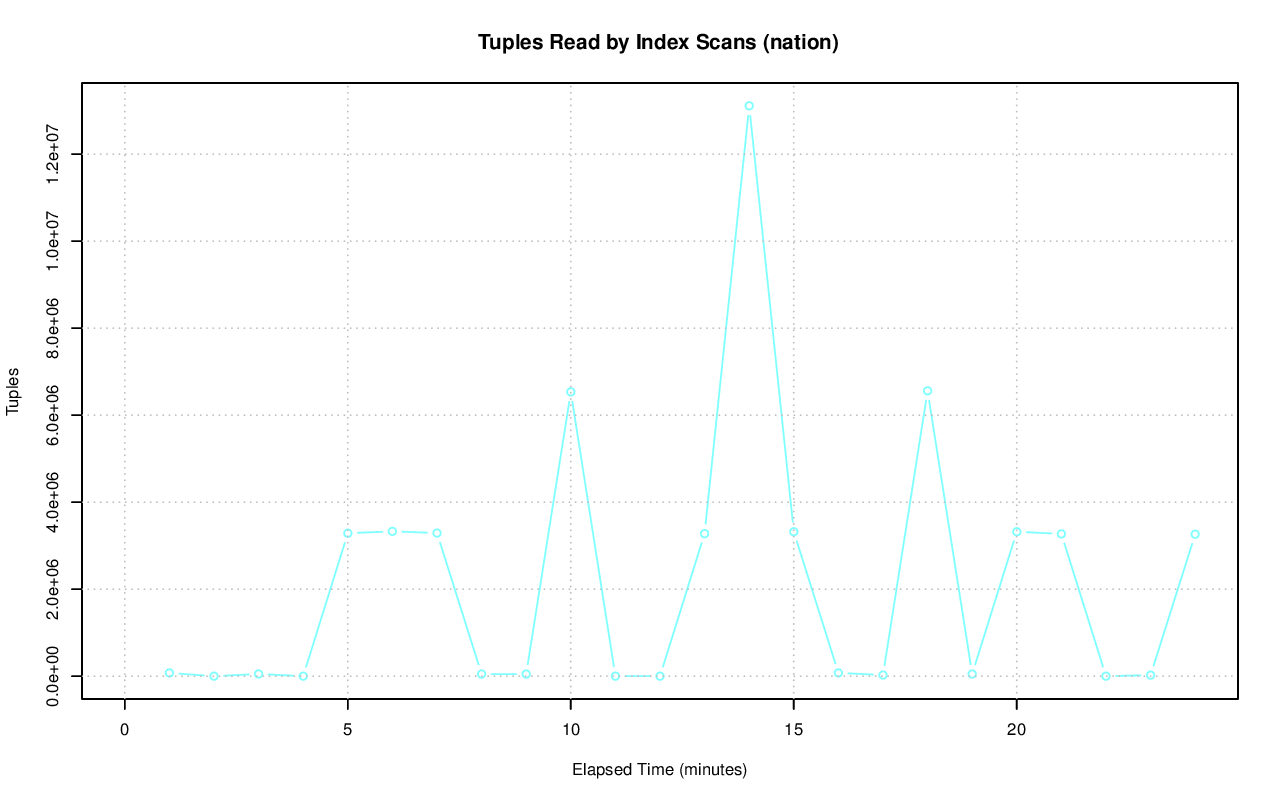 Tuples Read by Index Scans (nation)
Tuples
1.2e+07
1.0e+07
8.0e+06
6.0e+06
4.0e+06
2.0e+06
0.0e+00
0 5 10 15 20
Elapsed Time (minutes)